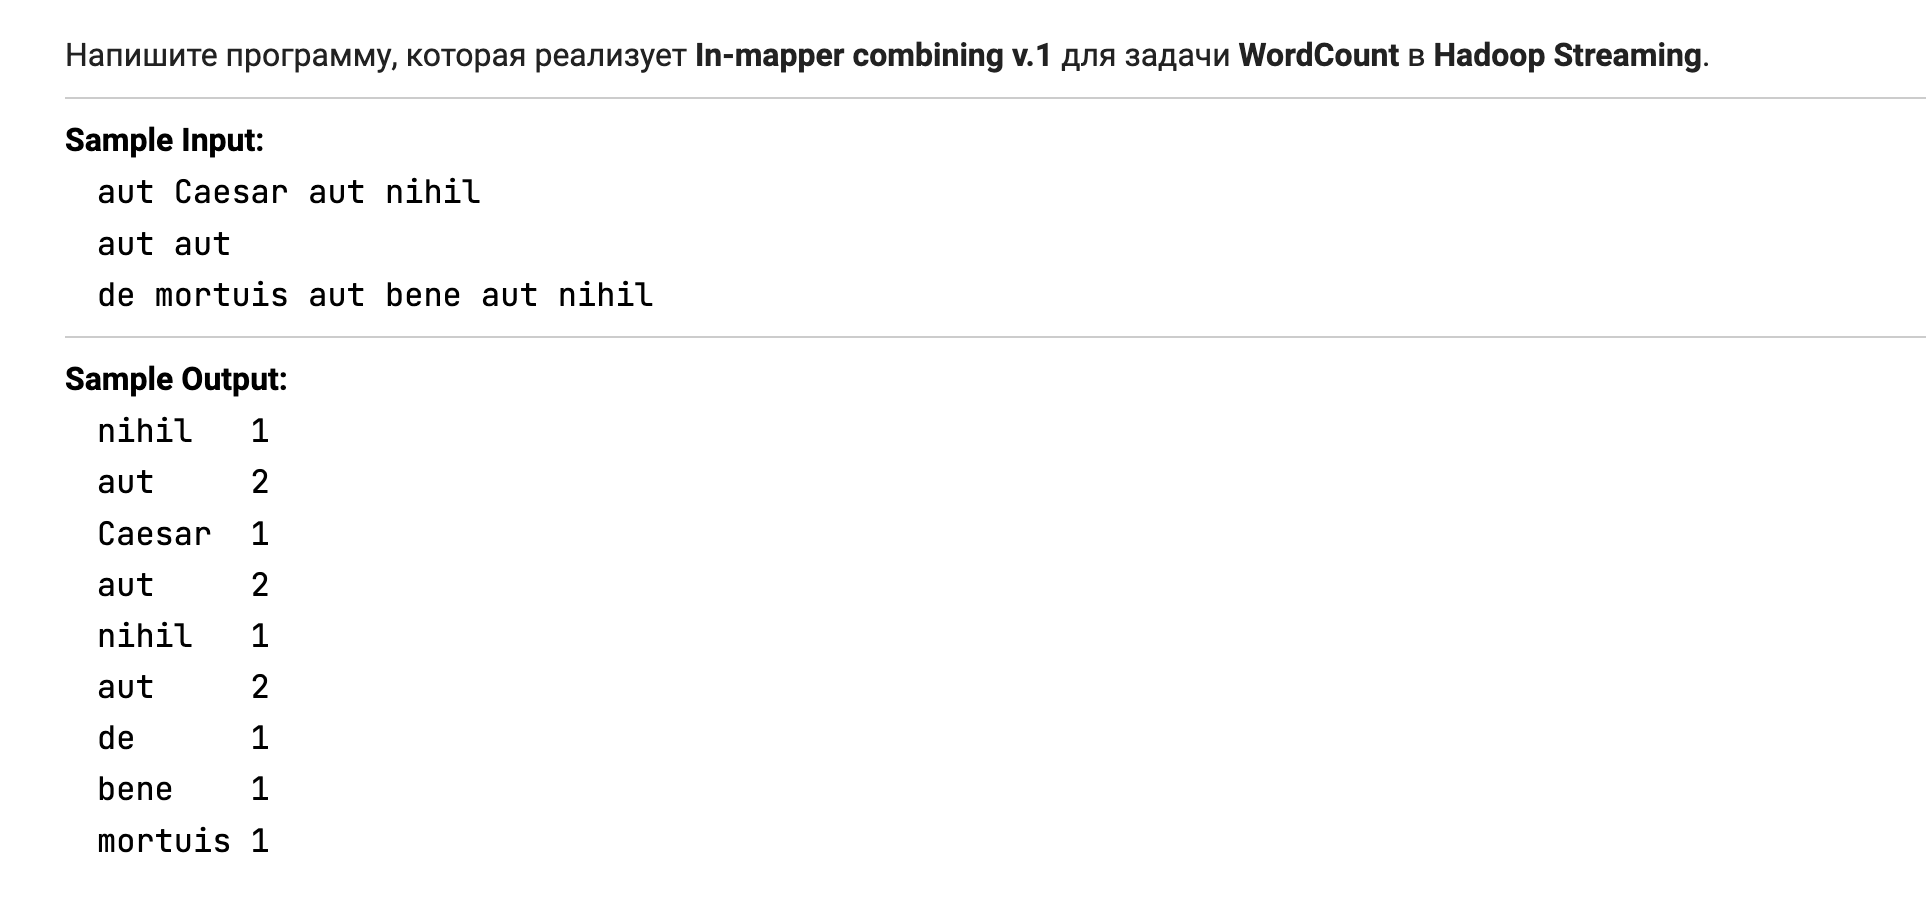 Напишите программу, которая реализует In-mapper combining v.1 для задачи WordCount в Hadoop Streaming.
Sample Input:
aut Caesar aut nihil
aut aut
de mortuis aut bene aut nihil
Sample Output:
nihil 1
aut 2
Caesar 1
aut 2
nihil 1
aut 2
de 1
bene 1
mortuis 1